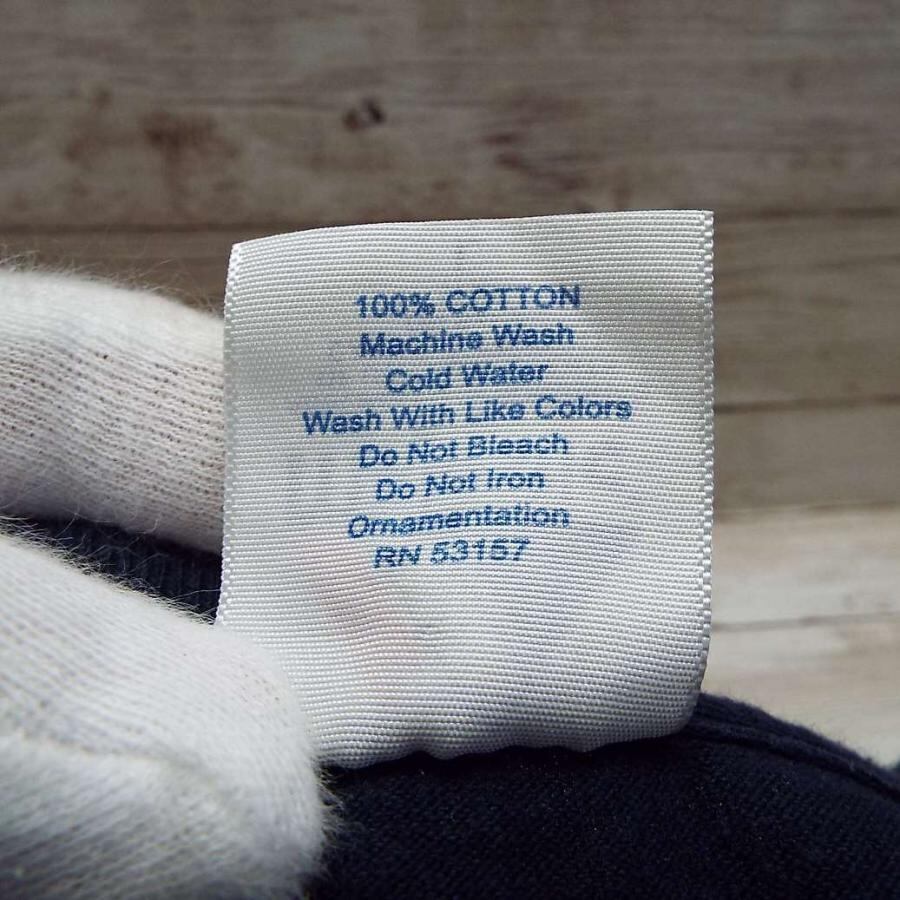 100% COTTON
Machine Wash
Cold Water
Wash With Like Colors
Do Not Bleach
Do Not Iron
Ornamentation
RN 53157